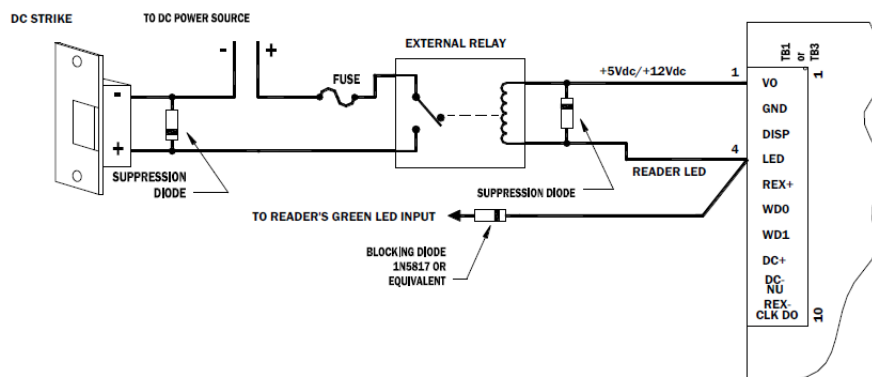 DC STRIKE
TO DC POWER SOURCE
-
+
EXTERNAL RELAY
FUSE
+5Vdc/+12Vdc
1
TB1
or
TB3
1
-
+
VO
GND
DISP
4
LED
READER LED
SUPPRESSION
DIODE
SUPPRESSION DIODE
REX+
WD0
TO READER'S GREEN LED INPUT
WD1
BLOCKING DIODE
1N5817 OR
EQUIVALENT
DC+
DC-
NU
REX-
CLK DO
10